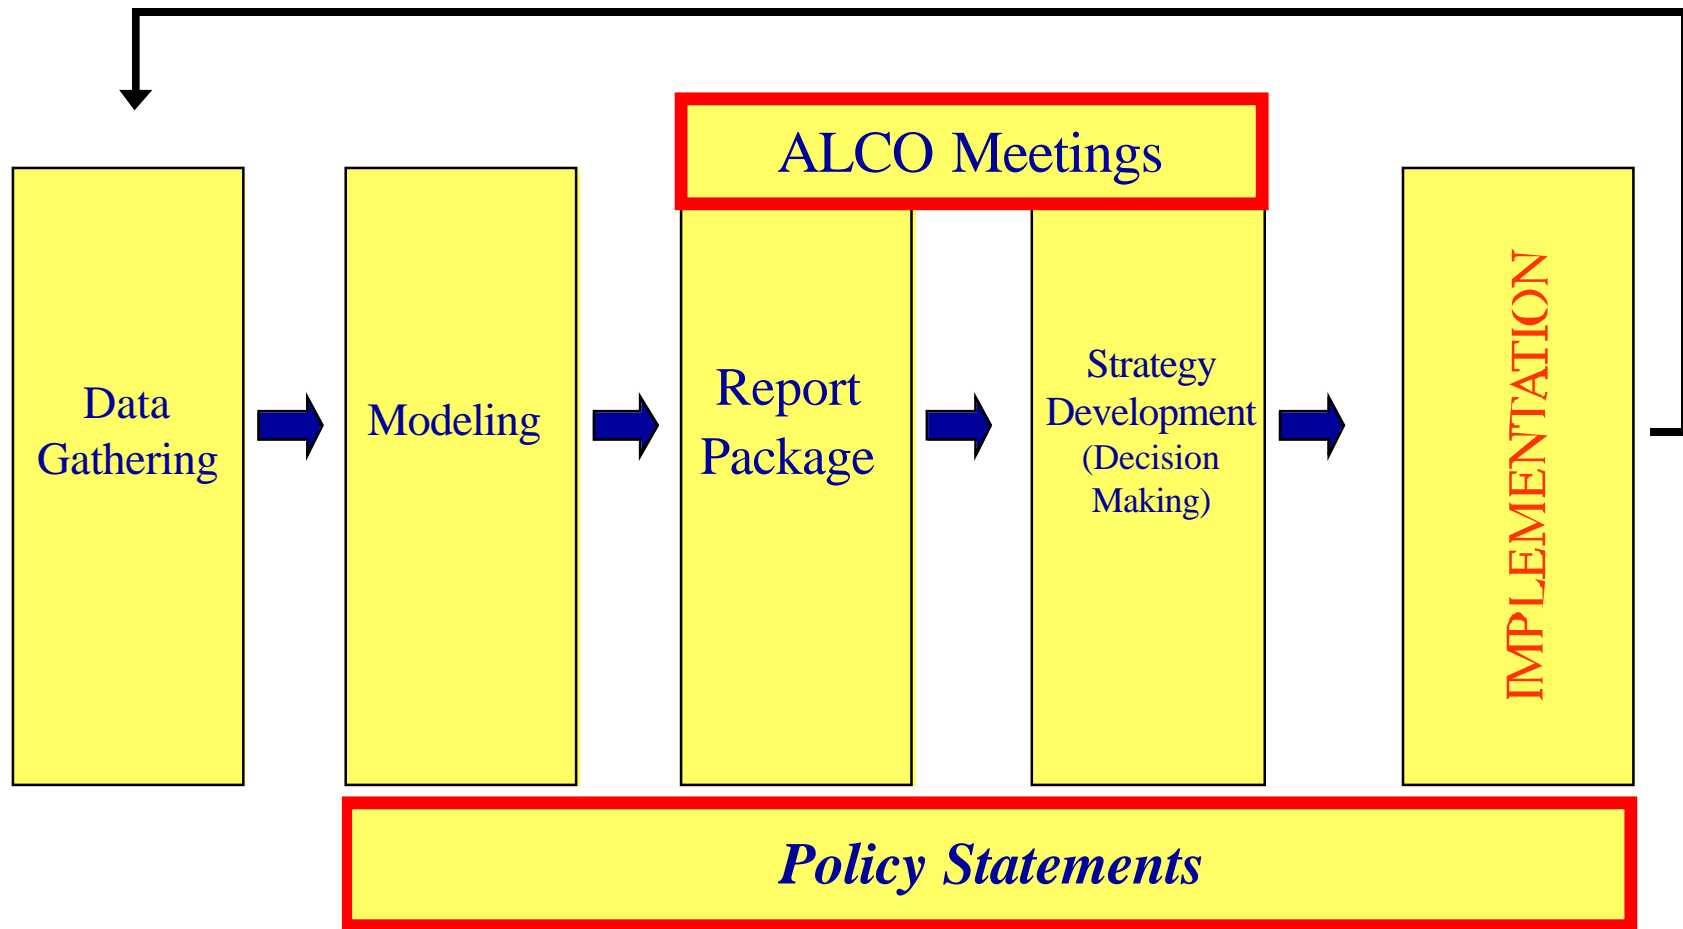 ALCO Meetings
Data
Gathering
Modeling
Report
Package
Strategy
Development
(Decision
Making)
IMPLEMENTATION
Policy Statements